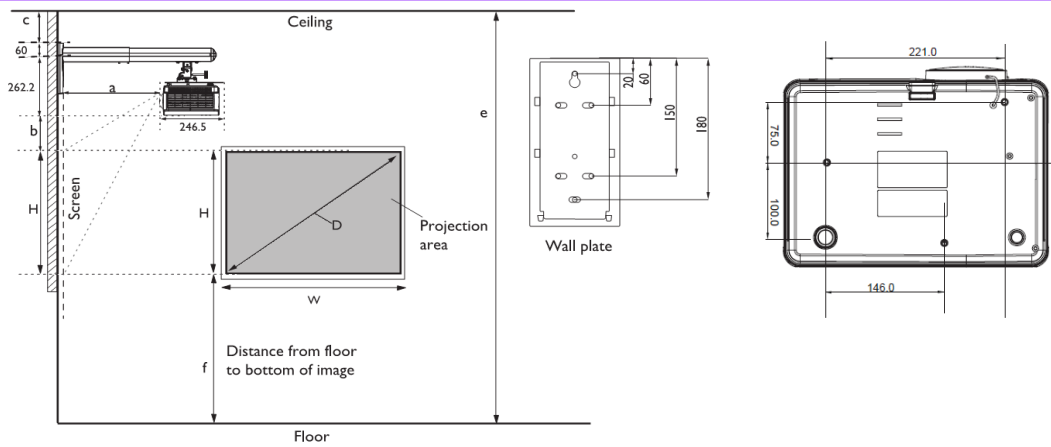 Ceiling
c
60
262.2
a
246.5
b
e
H
Screen
H
D
Projection
area
W
f
Distance from floor
to bottom of image
Floor
20
60
150
180
Wall plate
221.0
75.0
100.0
146.0